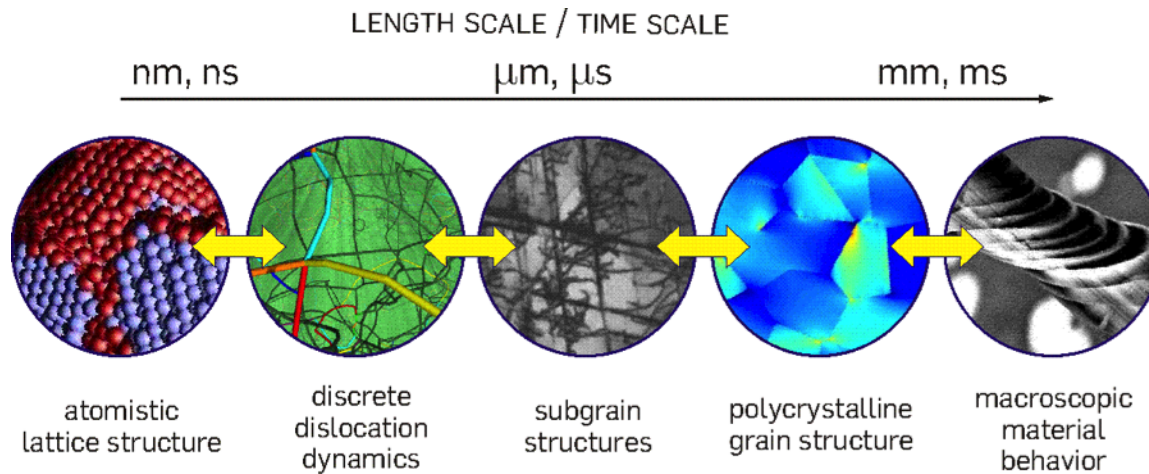 LENGTH SCALE / TIME SCALE
nm, ns
μm, μs
mm, ms
atomistic
lattice structure
discrete
dislocation
dynamics
subgrain
structures
polycrystalline
grain structure
macroscopic
material
behavior